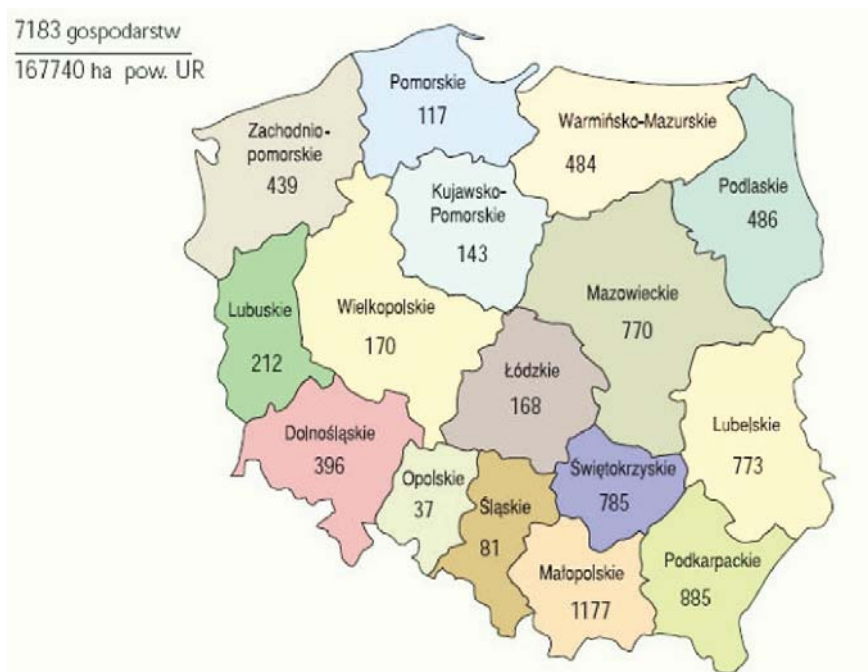 7183 gospodarstw
167740 ha pow. UR
Pomorskie
117
Warmińsko-Mazurskie
484
Zachodnio-
pomorskie
439
Kujawsko-
Pomorskie
143
Podlaskie
486
Mazowieckie
770
Lubuskie
212
Wielkopolskie
170
Łódzkie
168
Lubelskie
773
Dolnośląskie
396
Opolskie
37
Śląskie
81
Świętokrzyskie
785
Małopolskie
1177
Podkarpackie
885